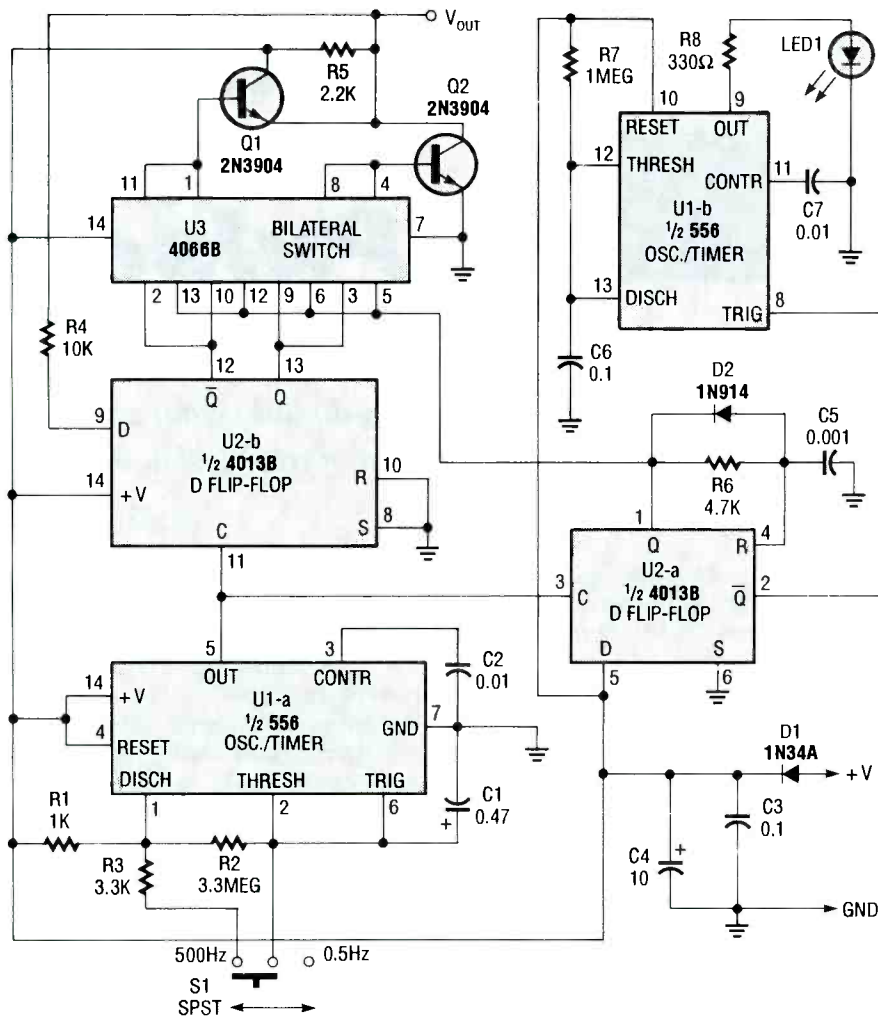 V OUT
R5
2.2K
Q1
2N3904
Q2
2N3904
11
1
8
4
14
U3
4066B
BILATERAL
SWITCH
7
2
13
10
12
9
6
3
5
R4
10K
12
13
Q̅
Q
9
D
U2-b
½ 4013B
D FLIP-FLOP
14
+V
R
10
S
8
C
11
5
3
OUT
CONTR
C2
0.01
14
+V
U1-a
½ 556
OSC./TIMER
GND
7
4
RESET
DISCH
THRESH
TRIG
1
2
6
C1
0.47
+
R1
1K
R3
3.3K
R2
3.3MEG
500Hz
0.5Hz
S1
SPST
R7
1MEG
R8
330Ω
LED1
10
9
RESET
OUT
12
THRESH
CONTR
11
C7
0.01
U1-b
½ 556
OSC./TIMER
13
DISCH
TRIG
8
C6
0.1
D2
1N914
C5
0.001
R6
4.7K
1
4
Q
R
3
C
U2-a
½ 4013B
D FLIP-FLOP
Q̅
2
D
S
5
6
D1
1N34A
+V
C4
10
+
C3
0.1
GND